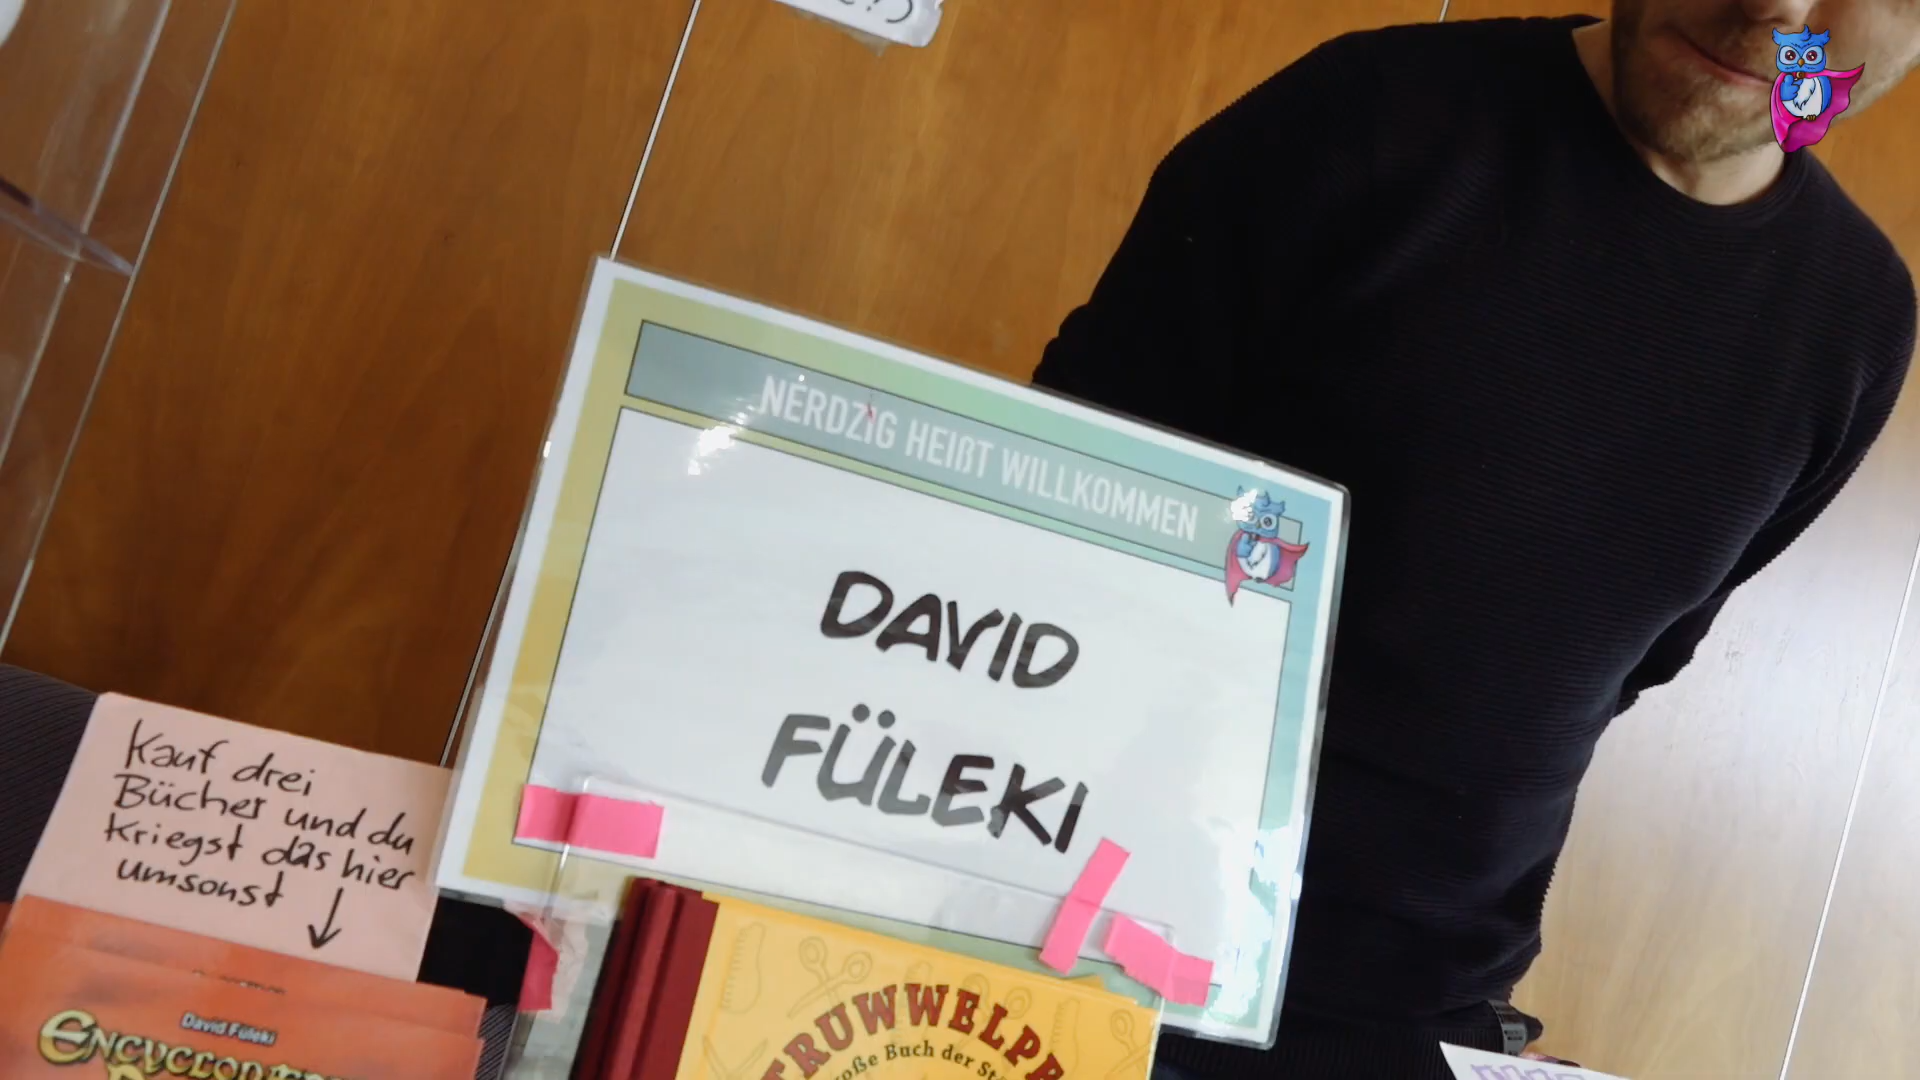 NERDZIG HEIßT WILLKOMMEN
DAVID
FÜLEKI
Kauf drei
Bücher und du
kriegst das hier
umsonst
David Füleki